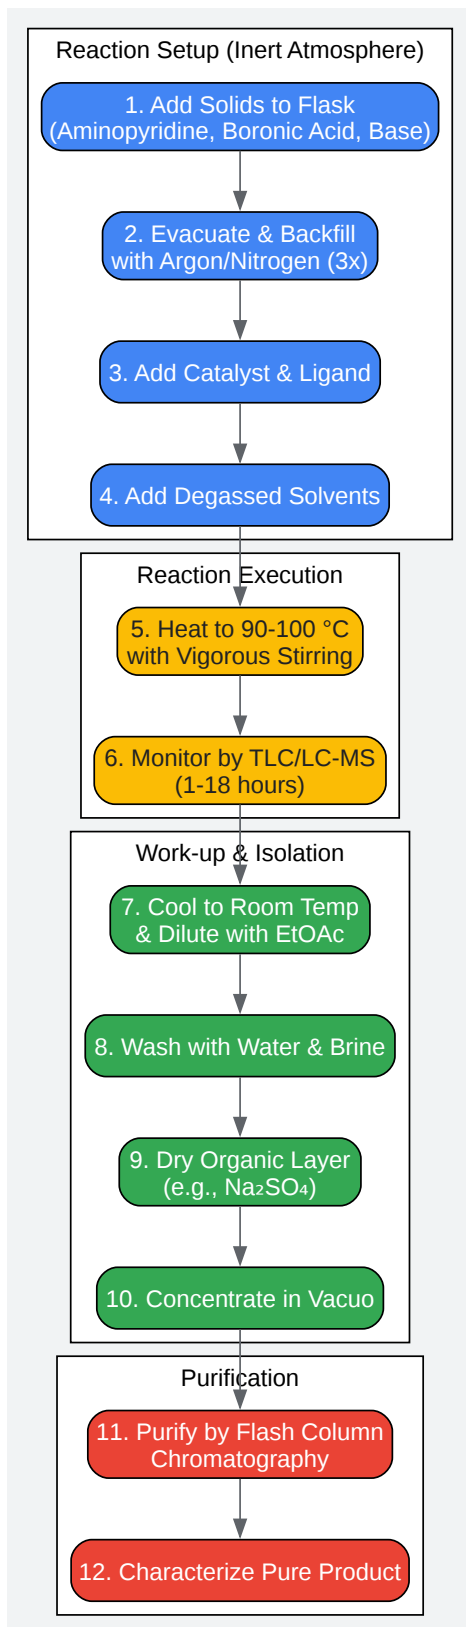 Reaction Setup (Inert Atmosphere)
1. Add Solids to Flask
(Aminopyridine, Boronic Acid, Base)
2. Evacuate & Backfill
with Argon/Nitrogen (3x)
3. Add Catalyst & Ligand
4. Add Degassed Solvents
Reaction Execution
5. Heat to 90-100 °C
with Vigorous Stirring
6. Monitor by TLC/LC-MS
(1-18 hours)
Work-up & Isolation
7. Cool to Room Temp
& Dilute with EtOAc
8. Wash with Water & Brine
9. Dry Organic Layer
(e.g., Na₂SO₄)
10. Concentrate in Vacuo
Purification
11. Purify by Flash Column
Chromatography
12. Characterize Pure Product